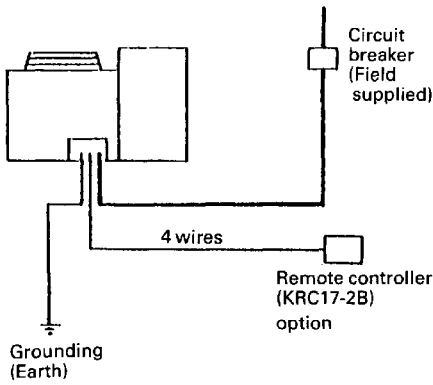 Circuit
breaker
(Field
supplied)
4 wires
Remote controller
(KRC17-2B)
option
Grounding
(Earth)